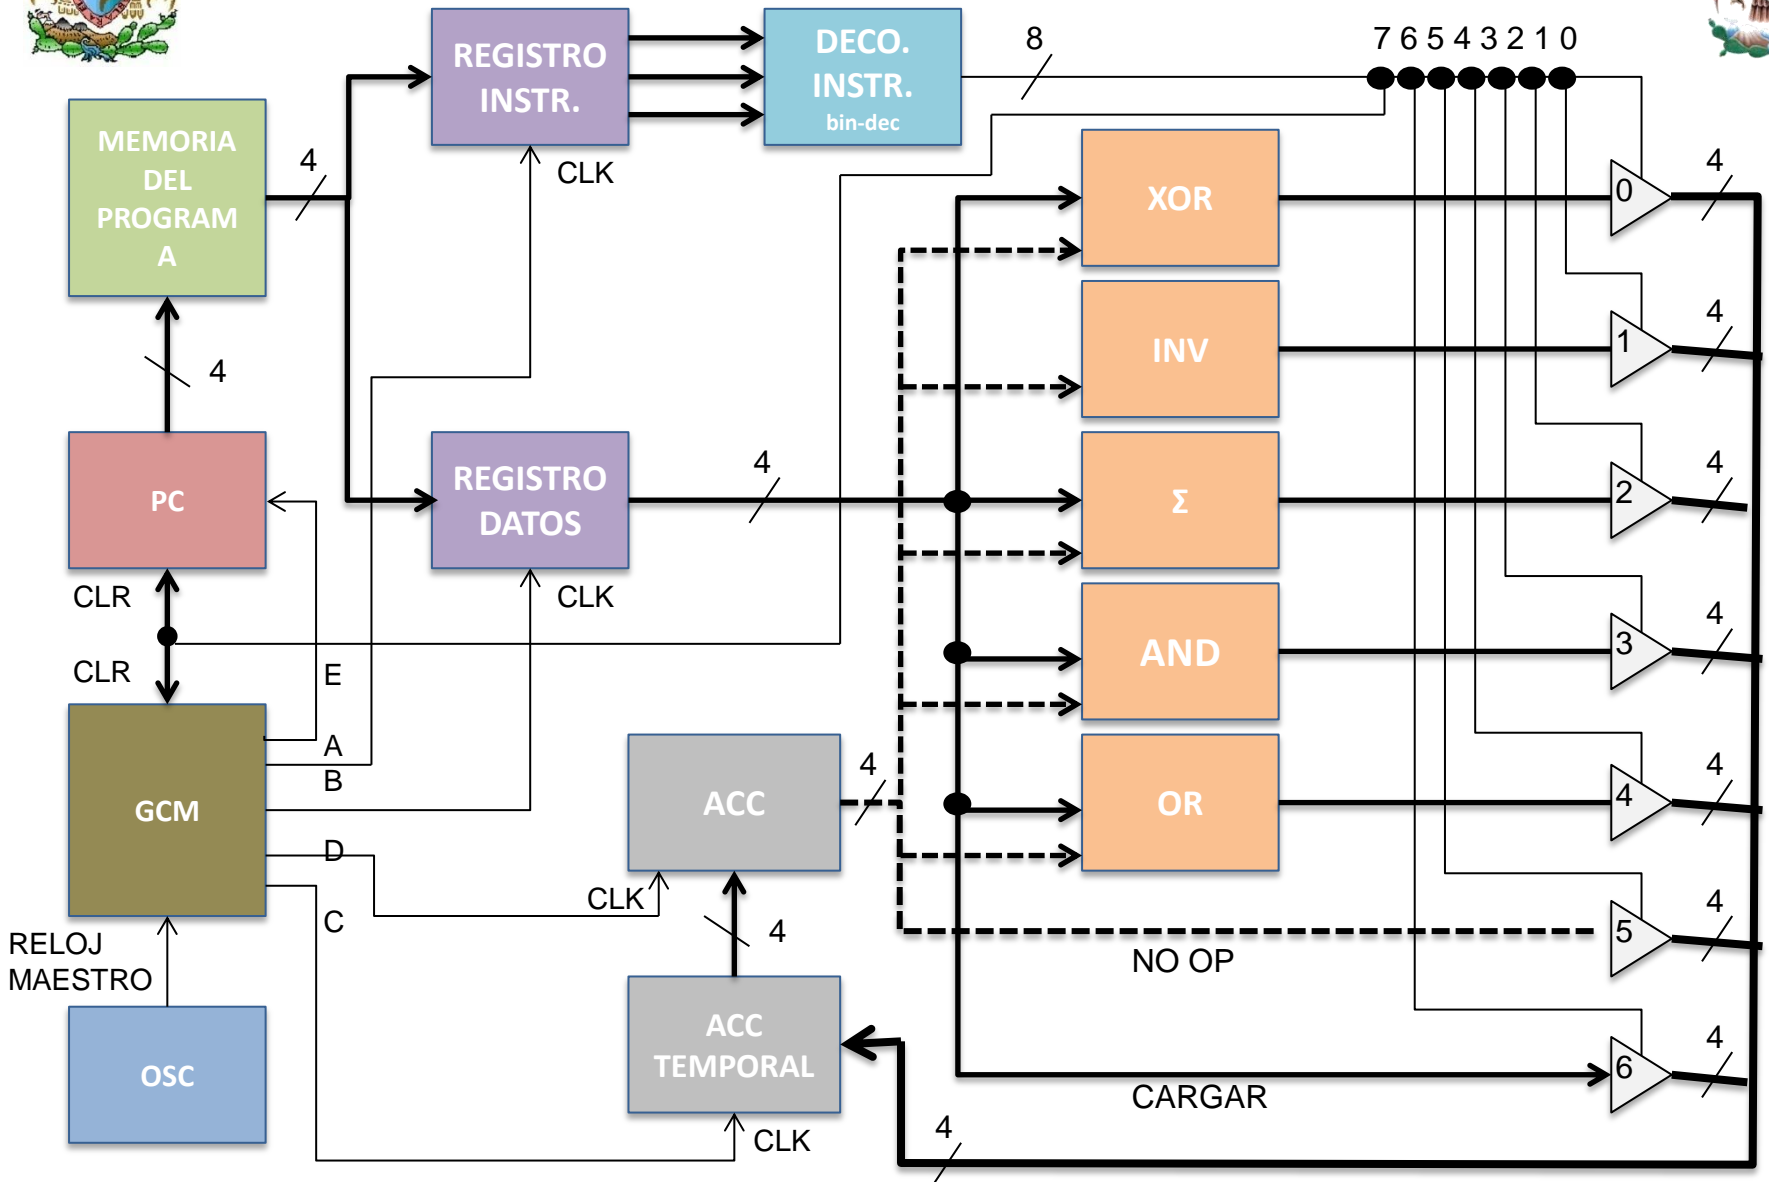 REGISTRO
INSTR.
DECO.
INSTR.
bin-dec
8
7 6 5 4 3 2 1 0
MEMORIA
DEL
PROGRAM
A
4
CLK
XOR
0
4
INV
1
4
4
PC
REGISTRO
DATOS
4
Σ
2
4
CLR
CLK
CLR
E
AND
3
4
GCM
A
B
D
C
ACC
4
OR
4
4
CLK
4
RELOJ
MAESTRO
NO OP
5
4
OSC
ACC
TEMPORAL
CARGAR
6
4
CLK
4